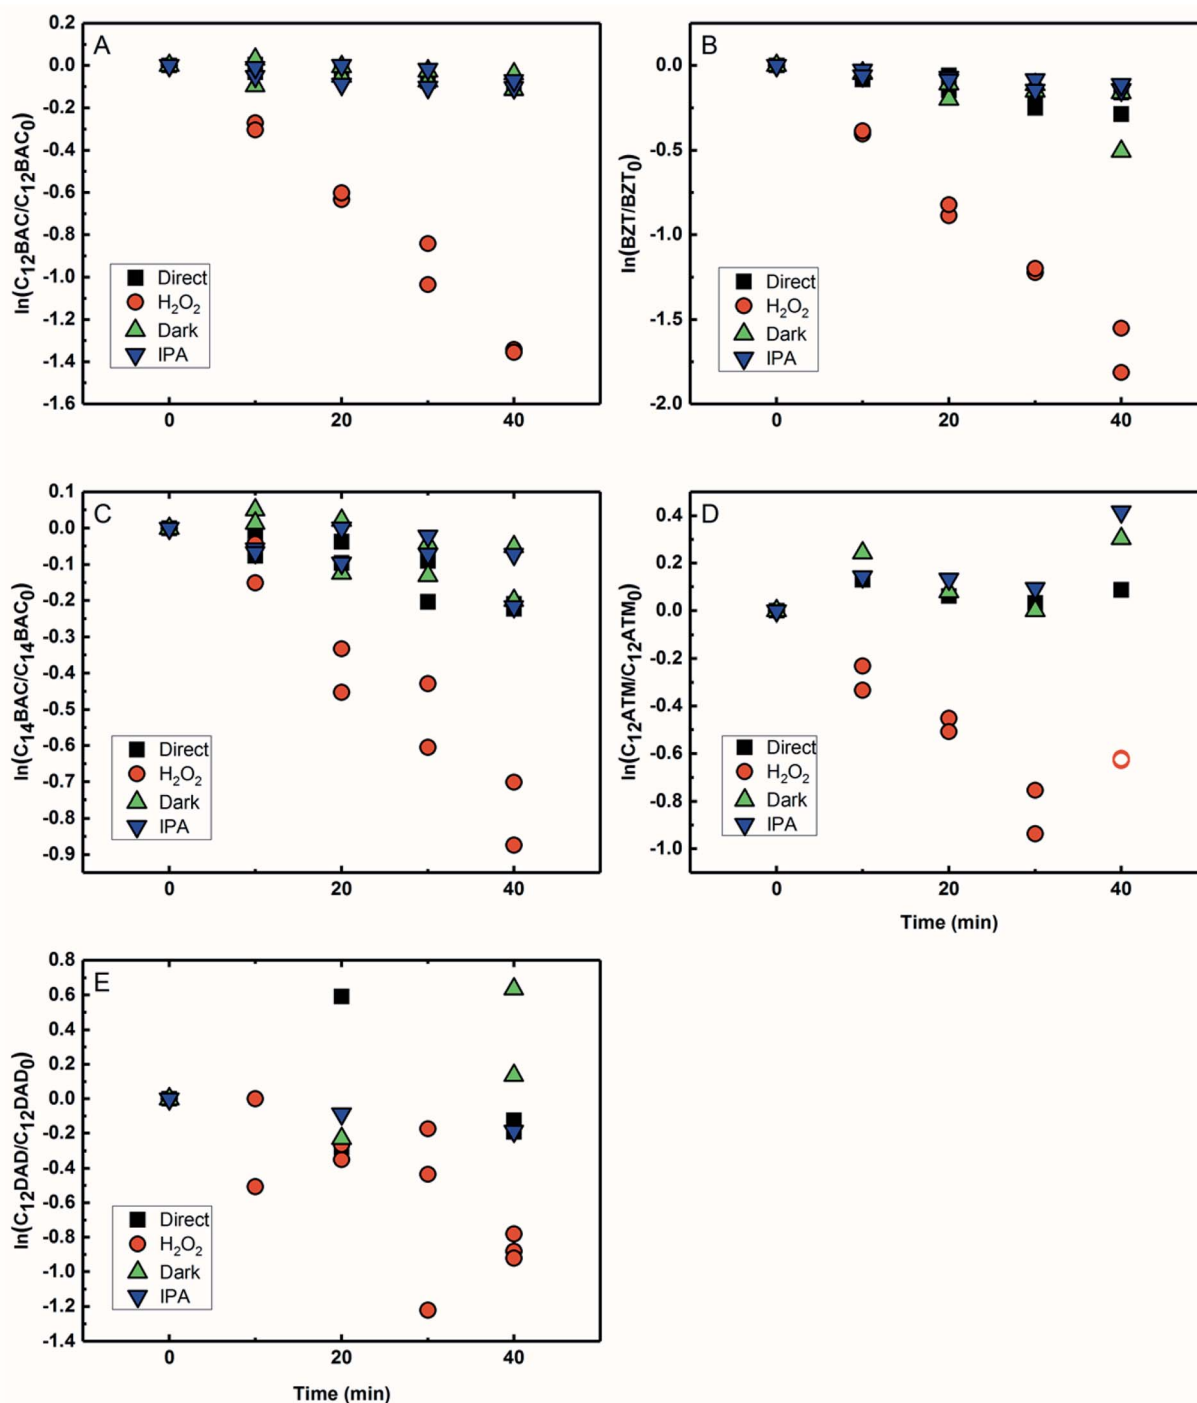 A
ln(C12BAC/C12BAC0)
0.2
0.0
-0.2
-0.4
-0.6
-0.8
-1.0
-1.2
-1.4
-1.6
Direct
H2O2
Dark
IPA
0 20 40
B
ln(BZT/BZT0)
0.0
-0.5
-1.0
-1.5
-2.0
Direct
H2O2
Dark
IPA
0 20 40
C
ln(C14BAC/C14BAC0)
0.1
0.0
-0.1
-0.2
-0.3
-0.4
-0.5
-0.6
-0.7
-0.8
-0.9
Direct
H2O2
Dark
IPA
0 20 40
D
ln(C12ATM/C12ATM0)
0.4
0.2
0.0
-0.2
-0.4
-0.6
-0.8
-1.0
Direct
H2O2
Dark
IPA
0 20 40
Time (min)
E
ln(C12DAD/C12DAD0)
0.8
0.6
0.4
0.2
0.0
-0.2
-0.4
-0.6
-0.8
-1.0
-1.2
-1.4
Direct
H2O2
Dark
IPA
0 20 40
Time (min)